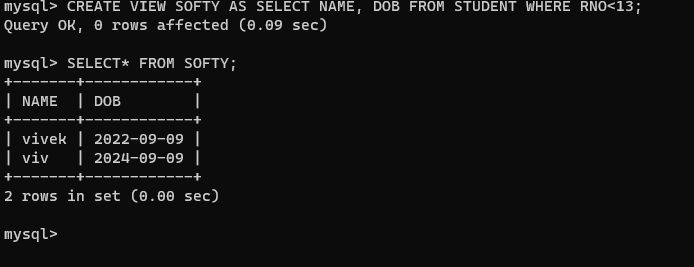 mysql> CREATE VIEW SOFTY AS SELECT NAME, DOB FROM STUDENT WHERE RNO<13;
Query OK, 0 rows affected (0.09 sec)
mysql> SELECT* FROM SOFTY;
+-------+------------+
| NAME  | DOB        |
+-------+------------+
| vivek | 2022-09-09 |
| viv   | 2024-09-09 |
+-------+------------+
2 rows in set (0.00 sec)
mysql>